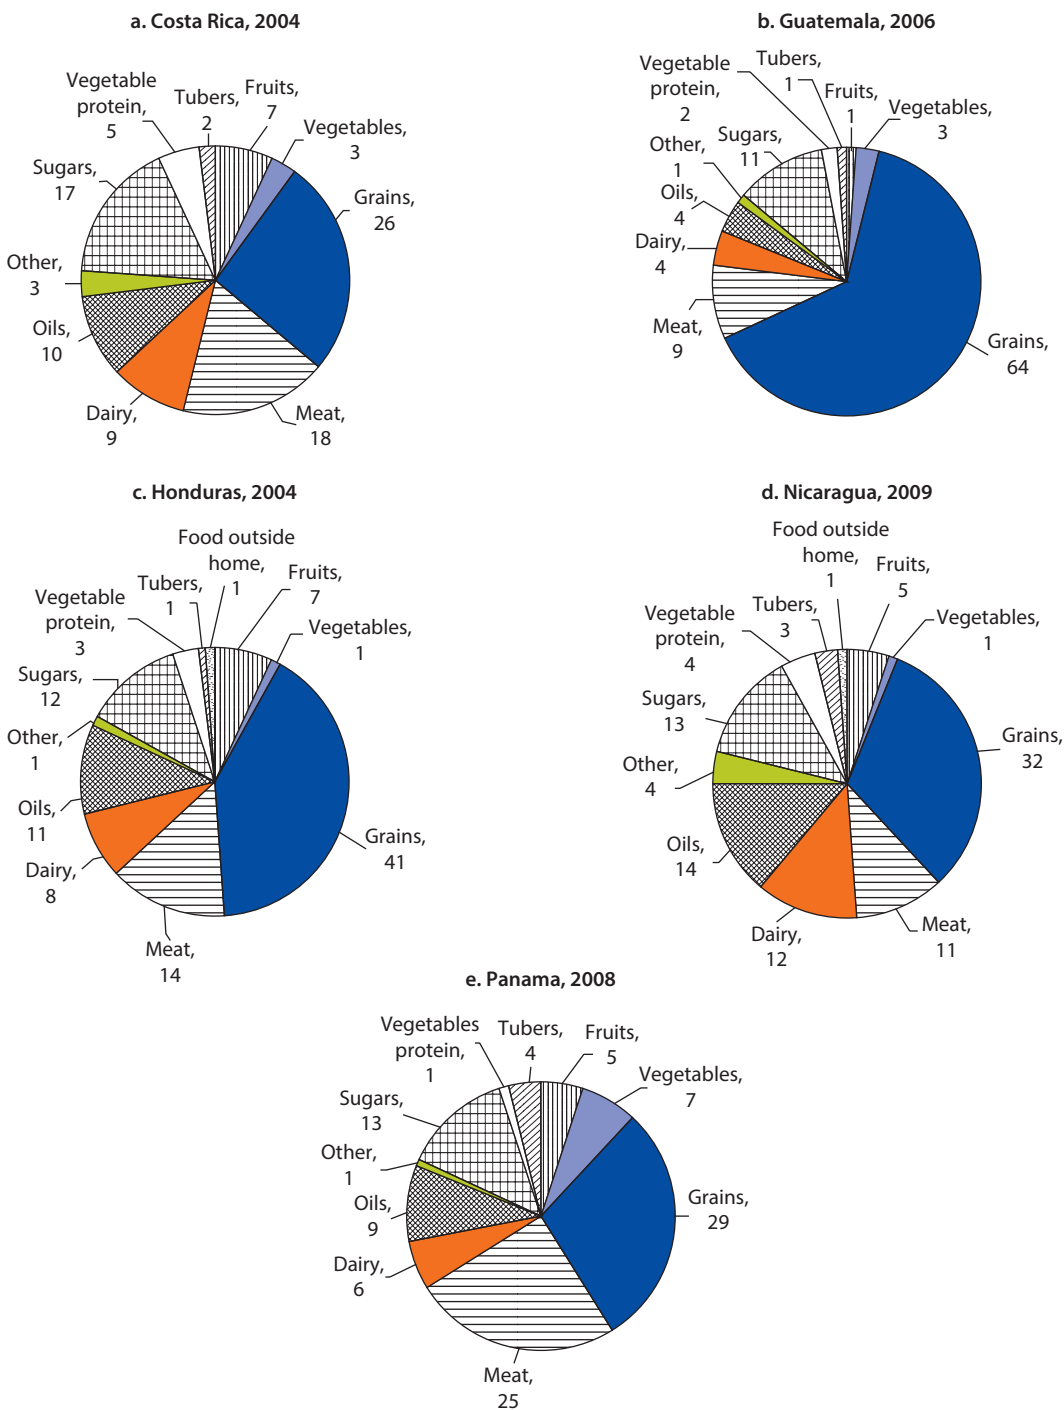 a. Costa Rica, 2004
Vegetable
protein,
5
Tubers,
2
Fruits,
7
Vegetables,
3
Grains,
26
Sugars,
17
Other,
3
Oils,
10
Dairy,
9
Meat,
18
b. Guatemala, 2006
Vegetable
protein,
2
Tubers,
1
Fruits,
1
Vegetables,
3
Other,
1
Sugars,
11
Oils,
4
Dairy,
4
Meat,
9
Grains,
64
c. Honduras, 2004
Food outside
home,
1
Fruits,
7
Tubers,
1
Vegetable
protein,
3
Vegetables,
1
Sugars,
12
Other,
1
Oils,
11
Dairy,
8
Meat,
14
Grains,
41
d. Nicaragua, 2009
Food outside
home,
1
Fruits,
5
Tubers,
3
Vegetable
protein,
4
Vegetables,
1
Sugars,
13
Grains,
32
Other,
4
Oils,
14
Dairy,
12
Meat,
11
e. Panama, 2008
Vegetables
protein,
1
Tubers,
4
Fruits,
5
Vegetables,
7
Sugars,
13
Other,
1
Oils,
9
Dairy,
6
Grains,
29
Meat,
25